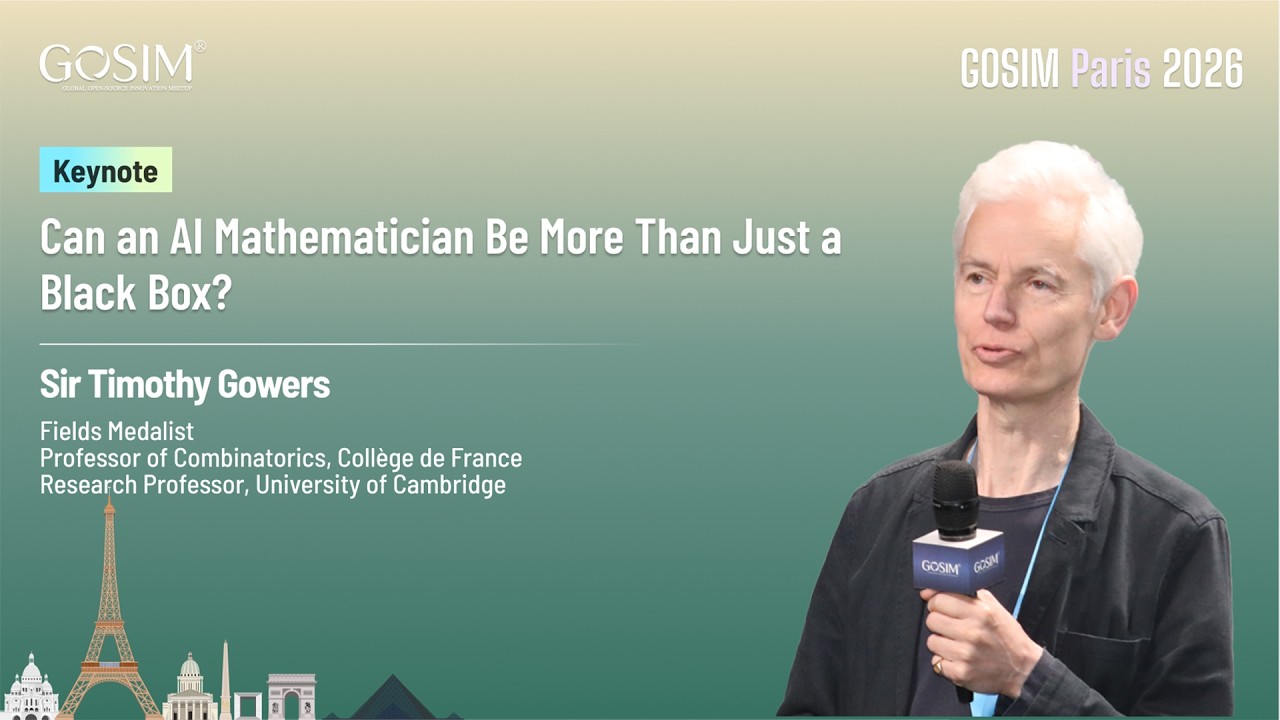 GOSIM®
GLOBAL OPEN-SOURCE INNOVATION MEETUP
GOSIM Paris 2026
Keynote
Can an AI Mathematician Be More Than Just a
Black Box?
Sir Timothy Gowers
Fields Medalist
Professor of Combinatorics, Collège de France
Research Professor, University of Cambridge
GOSIM
GOSIM